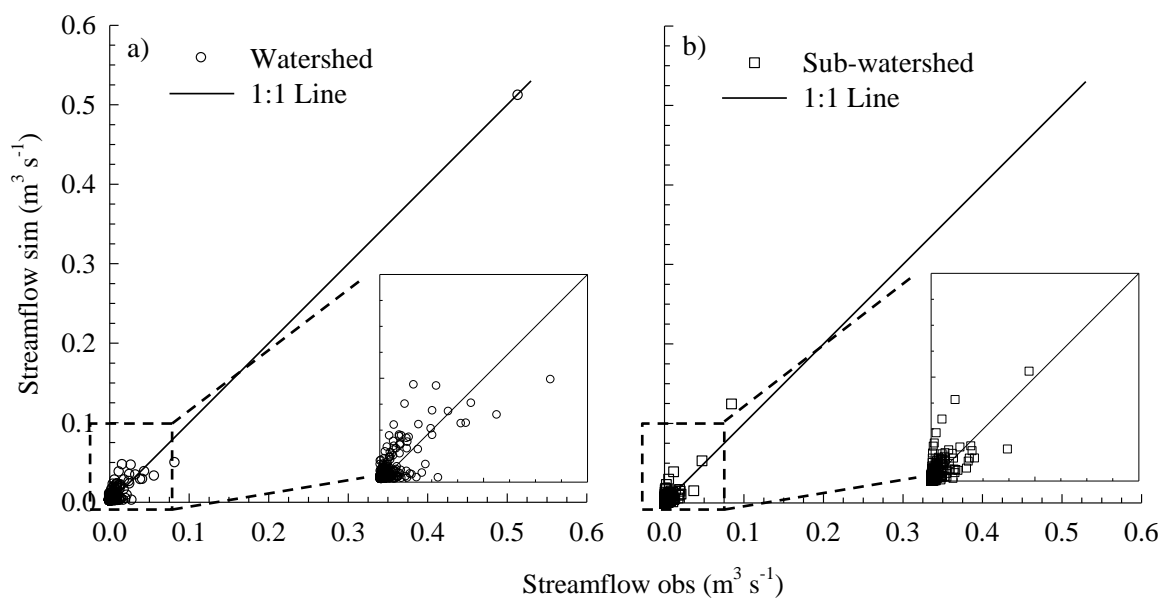 a)
Watershed
1:1 Line
b)
Sub-watershed
1:1 Line
Streamflow sim (m³ s⁻¹)
0.6
0.5
0.4
0.3
0.2
0.1
0.0
0.0 0.1 0.2 0.3 0.4 0.5 0.6
0.0 0.1 0.2 0.3 0.4 0.5 0.6
Streamflow obs (m³ s⁻¹)